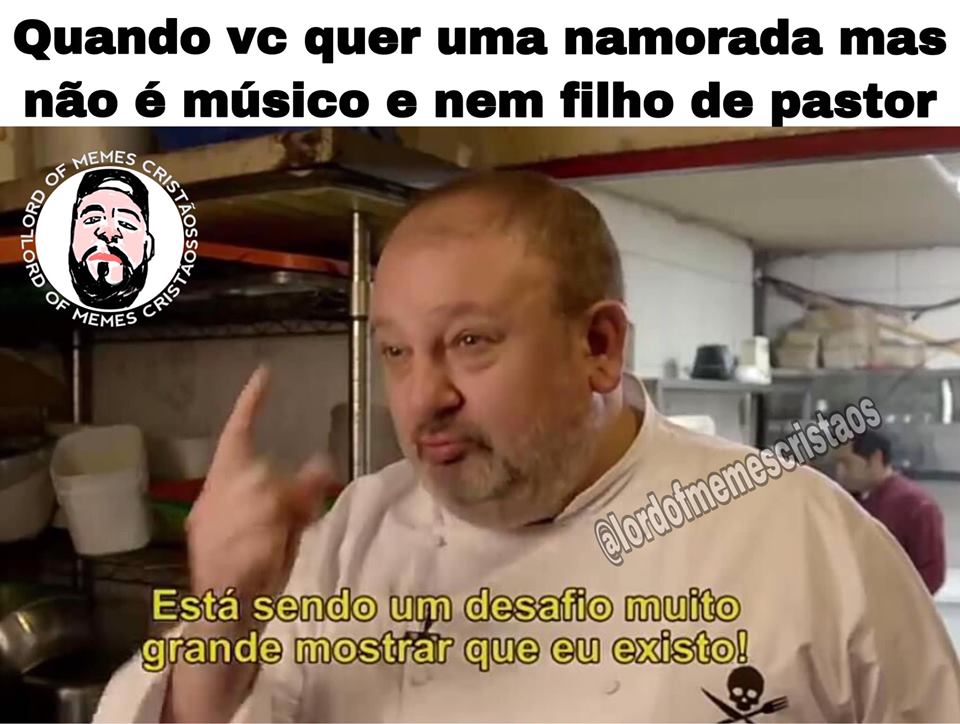 Quando vc quer uma namorada mas
não é músico e nem filho de pastor
LORD OF MEMES CRISTÃOS
LORD OF MEMES CRISTÃOS
@lordofmemescristaos
Está sendo um desafio muito
grande mostrar que eu existo!